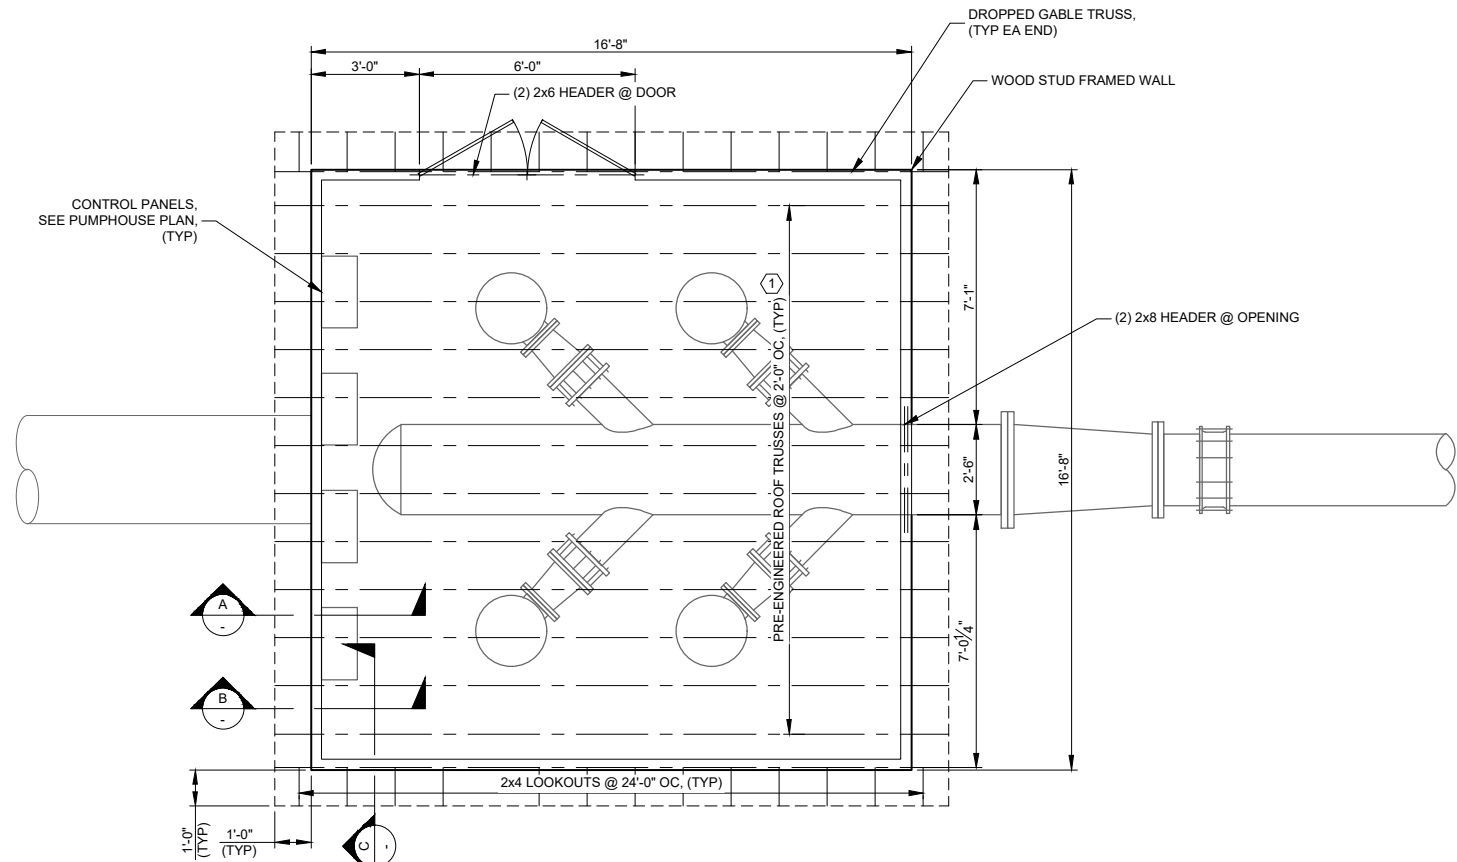 DROPPED GABLE TRUSS,
(TYP EA END)
16'-8"
3'-0"
6'-0"
WOOD STUD FRAMED WALL
(2) 2x6 HEADER @ DOOR
CONTROL PANELS,
SEE PUMPHOUSE PLAN,
(TYP)
1
PRE-ENGINEERED ROOF TRUSSES @ 2'-0" OC, (TYP)
7'-1"
(2) 2x8 HEADER @ OPENING
2'-6"
16'-8"
7'-0 1/4"
A
-
B
-
2x4 LOOKOUTS @ 24'-0" OC, (TYP)
1'-0"
(TYP)
1'-0"
(TYP)
C
-